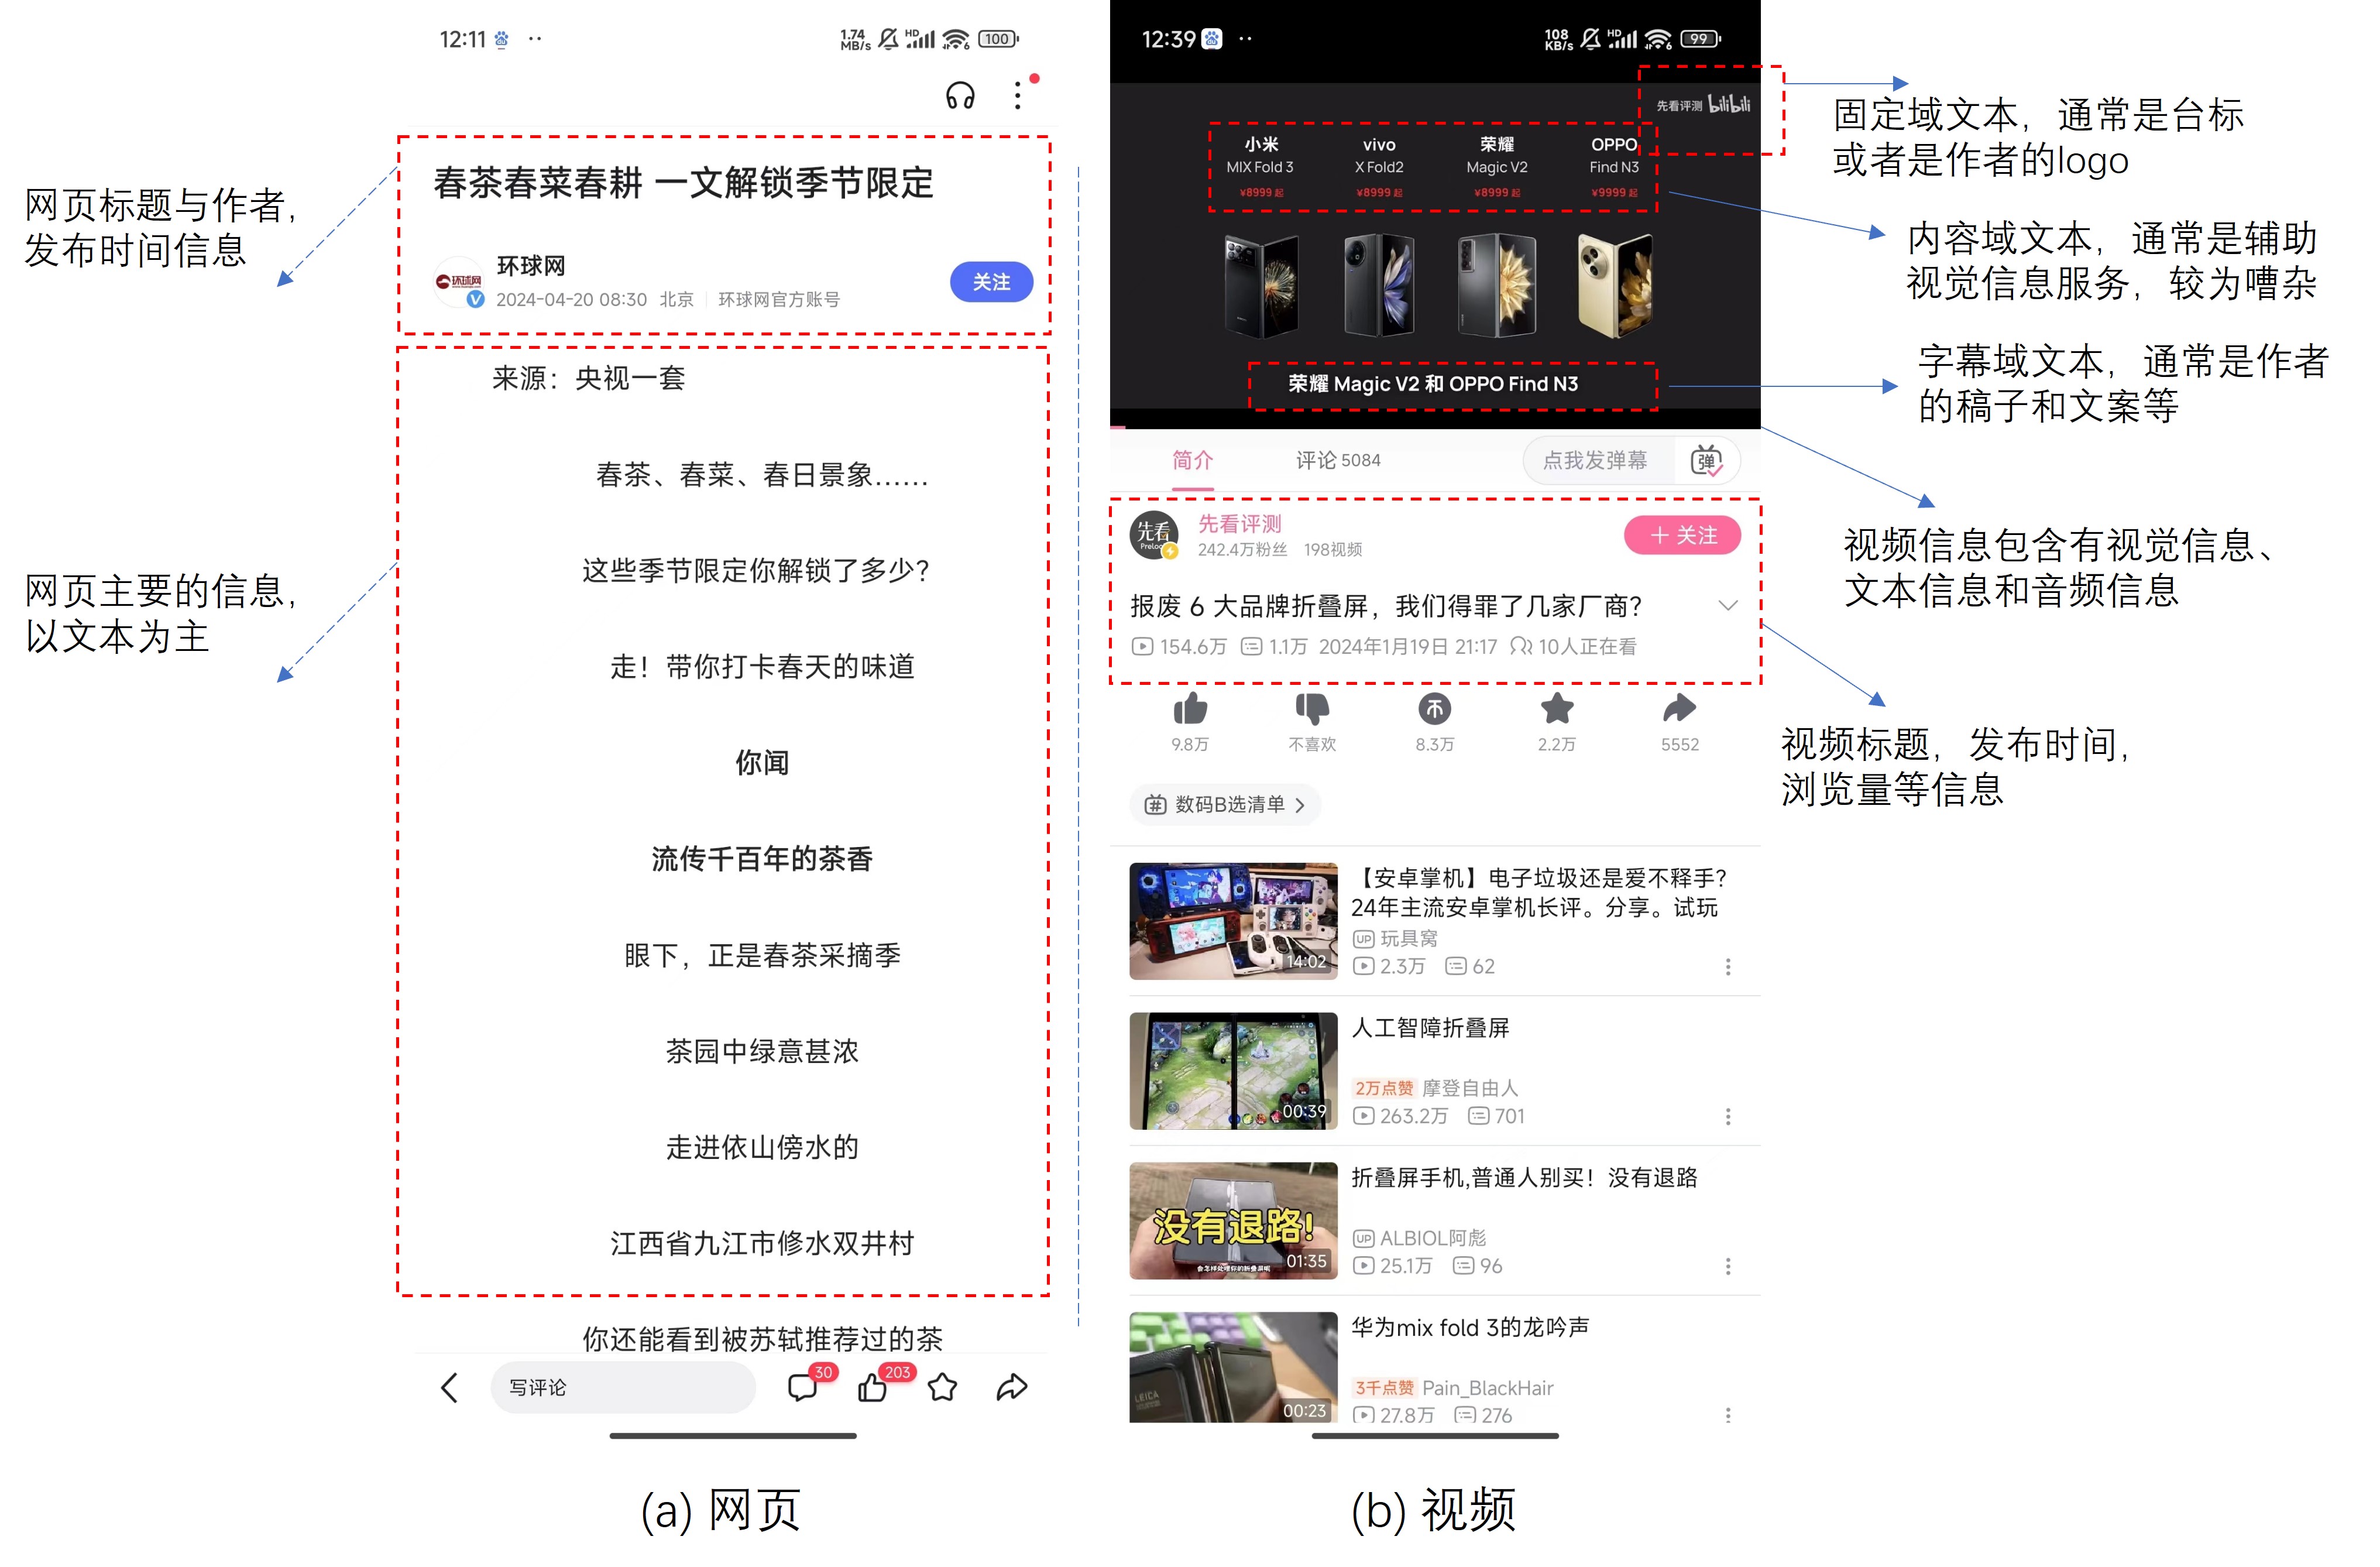 12:11
1.74
MB/s
HD
6
100
春茶春菜春耕 一文解锁季节限定
环球网
环球网
2024-04-20 08:30 北京 环球网官方账号
关注
来源：央视一套
春茶、春菜、春日景象……
这些季节限定你解锁了多少？
走！带你打卡春天的味道
你闻
流传千百年的茶香
眼下，正是春茶采摘季
茶园中绿意甚浓
走进依山傍水的
江西省九江市修水双井村
你还能看到被苏轼推荐过的茶
写评论
30
203
网页标题与作者，
发布时间信息
网页主要的信息，
以文本为主
(a) 网页
12:39
108
KB/s
HD
6
99
先看评测 bilibili
小米
MIX Fold 3
¥8999 起
vivo
X Fold2
¥8999 起
荣耀
Magic V2
¥8999 起
OPPO
Find N3
¥9999 起
荣耀 Magic V2 和 OPPO Find N3
简介
评论 5084
点我发弹幕
弹
先看
先看评测
242.4万粉丝 198视频
＋ 关注
报废 6 大品牌折叠屏，我们得罪了几家厂商？
154.6万 1.1万 2024年1月19日 21:17 10人正在看
9.8万
不喜欢
8.3万
2.2万
5552
数码B选清单
14:02
【安卓掌机】电子垃圾还是爱不释手？
24年主流安卓掌机长评。分享。试玩
UP 玩具窝
2.3万 62
00:39
人工智障折叠屏
2万点赞 摩登自由人
263.2万 701
没有退路!
01:35
折叠屏手机,普通人别买！没有退路
UP ALBIOL阿彪
25.1万 96
LEICA
00:23
华为mix fold 3的龙吟声
3千点赞 Pain_BlackHair
27.8万 276
固定域文本，通常是台标
或者是作者的logo
内容域文本，通常是辅助
视觉信息服务，较为嘈杂
字幕域文本，通常是作者
的稿子和文案等
视频信息包含有视觉信息、
文本信息和音频信息
视频标题，发布时间，
浏览量等信息
(b) 视频